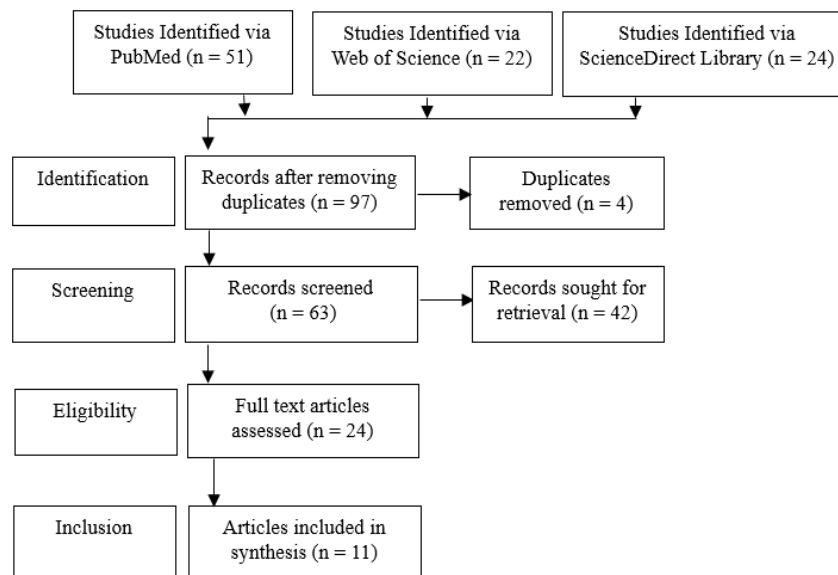 Studies Identified via
PubMed (n = 51)
Studies Identified via
Web of Science (n = 22)
Studies Identified via
ScienceDirect Library (n = 24)
Identification
Records after removing
duplicates (n = 97)
Duplicates
removed (n = 4)
Screening
Records screened
(n = 63)
Records sought for
retrieval (n = 42)
Eligibility
Full text articles
assessed (n = 24)
Inclusion
Articles included in
synthesis (n = 11)